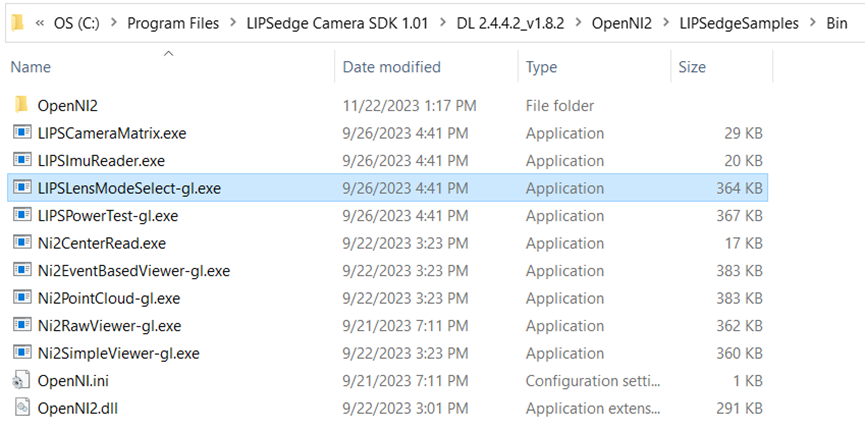 « OS (C:) > Program Files > LIPSedge Camera SDK 1.01 > DL 2.4.4.2_v1.8.2 > OpenNI2 > LIPSedgeSamples > Bin
Name Date modified Type Size
OpenNI2 11/22/2023 1:17 PM File folder
LIPSCameraMatrix.exe 9/26/2023 4:41 PM Application 29 KB
LIPSImuReader.exe 9/26/2023 4:41 PM Application 20 KB
LIPSLensModeSelect-gl.exe 9/26/2023 4:41 PM Application 364 KB
LIPSPowerTest-gl.exe 9/26/2023 4:41 PM Application 367 KB
Ni2CenterRead.exe 9/22/2023 3:23 PM Application 17 KB
Ni2EventBasedViewer-gl.exe 9/22/2023 3:23 PM Application 383 KB
Ni2PointCloud-gl.exe 9/22/2023 3:23 PM Application 383 KB
Ni2RawViewer-gl.exe 9/21/2023 7:11 PM Application 362 KB
Ni2SimpleViewer-gl.exe 9/22/2023 3:23 PM Application 360 KB
OpenNI.ini 9/21/2023 7:11 PM Configuration setti... 1 KB
OpenNI2.dll 9/22/2023 3:01 PM Application extens... 291 KB